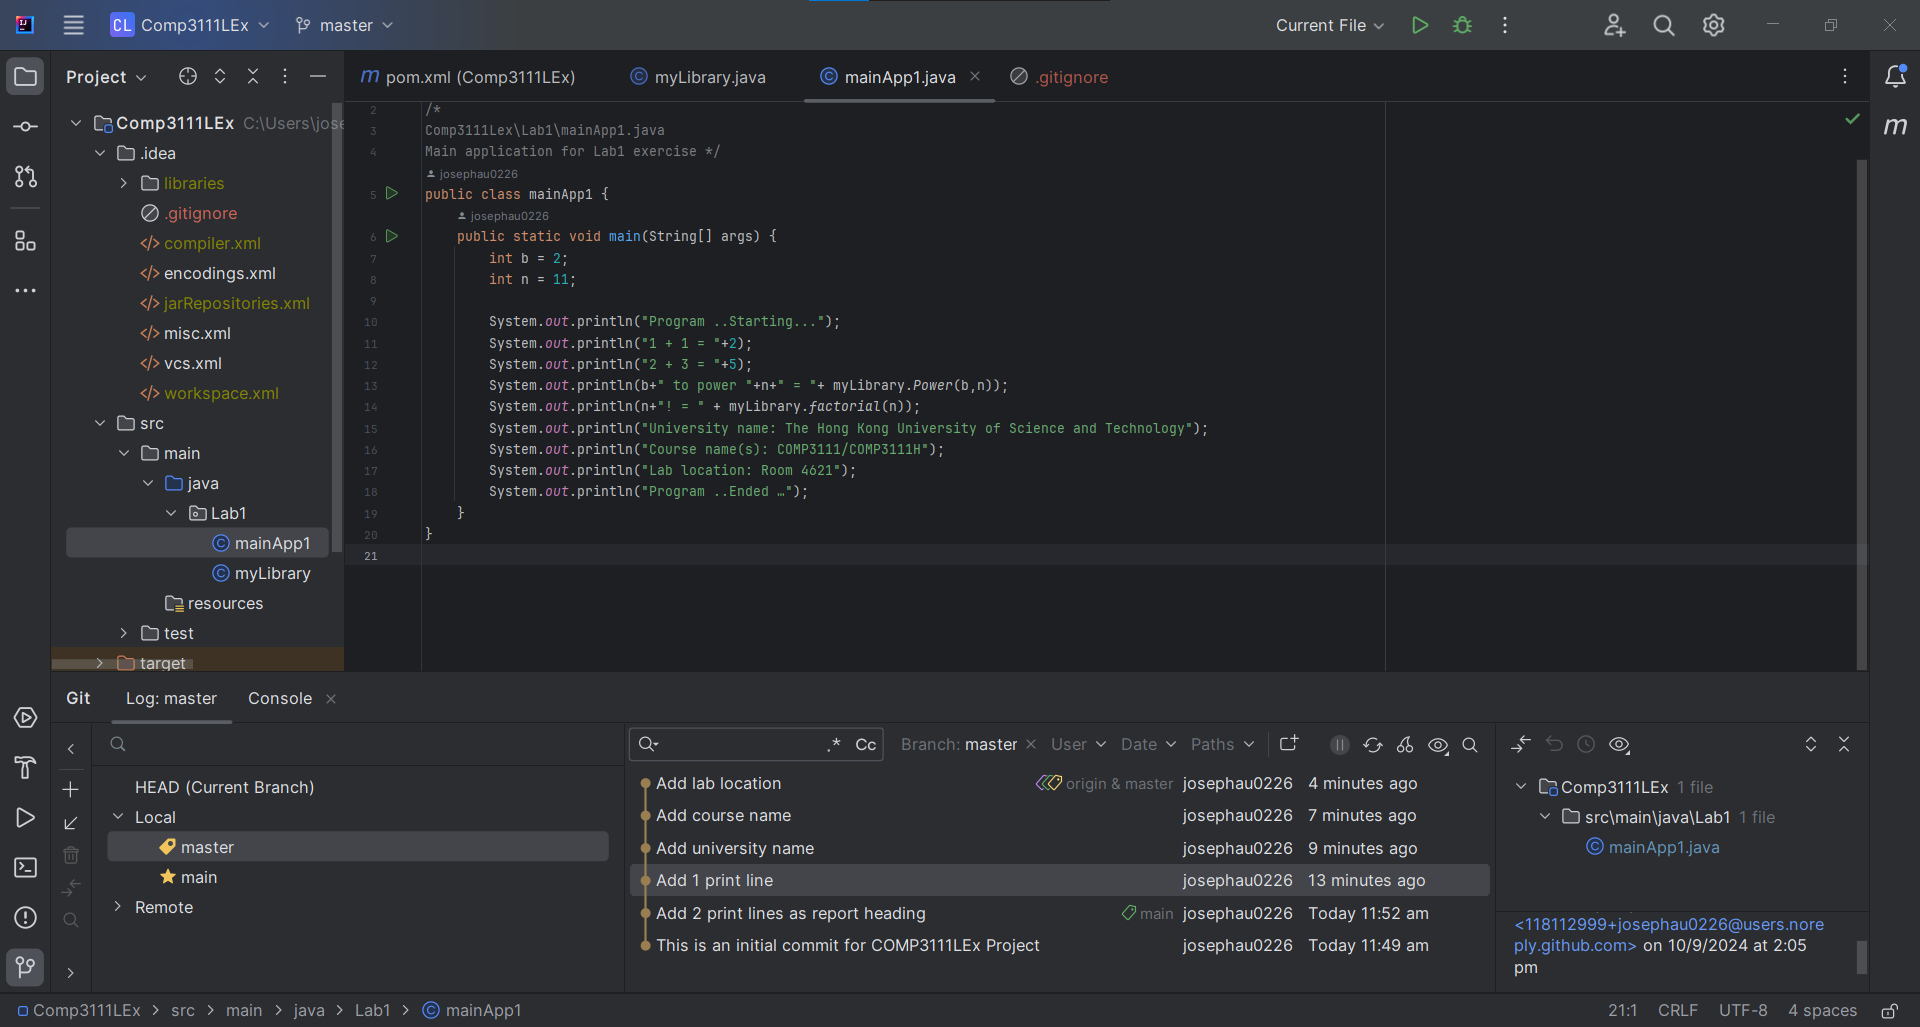 CL Comp3111LEx master Current File
Project
Comp3111LEx C:\Users\jose
.idea
libraries
.gitignore
compiler.xml
encodings.xml
jarRepositories.xml
misc.xml
vcs.xml
workspace.xml
src
main
java
Lab1
mainApp1
myLibrary
resources
test
target
m pom.xml (Comp3111LEx) myLibrary.java mainApp1.java .gitignore
2 /*
3 Comp3111Lex\Lab1\mainApp1.java
4 Main application for Lab1 exercise */
josephau0226
5 public class mainApp1 {
josephau0226
6 public static void main(String[] args) {
7 int b = 2;
8 int n = 11;
9
10 System.out.println("Program ..Starting...");
11 System.out.println("1 + 1 = "+2);
12 System.out.println("2 + 3 = "+5);
13 System.out.println(b+" to power "+n+" = "+ myLibrary.Power(b,n));
14 System.out.println(n+"! = " + myLibrary.factorial(n));
15 System.out.println("University name: The Hong Kong University of Science and Technology");
16 System.out.println("Course name(s): COMP3111/COMP3111H");
17 System.out.println("Lab location: Room 4621");
18 System.out.println("Program ..Ended …");
19 }
20 }
21
m
Git Log: master Console
HEAD (Current Branch)
Local
master
main
Remote
.* Cc Branch: master User Date Paths
Add lab location origin & master josephau0226 4 minutes ago
Add course name josephau0226 7 minutes ago
Add university name josephau0226 9 minutes ago
Add 1 print line josephau0226 13 minutes ago
Add 2 print lines as report heading main josephau0226 Today 11:52 am
This is an initial commit for COMP3111LEx Project josephau0226 Today 11:49 am
Comp3111LEx 1 file
src\main\java\Lab1 1 file
mainApp1.java
<118112999+josephau0226@users.nore
ply.github.com> on 10/9/2024 at 2:05
pm
Comp3111LEx > src > main > java > Lab1 > mainApp1 21:1 CRLF UTF-8 4 spaces